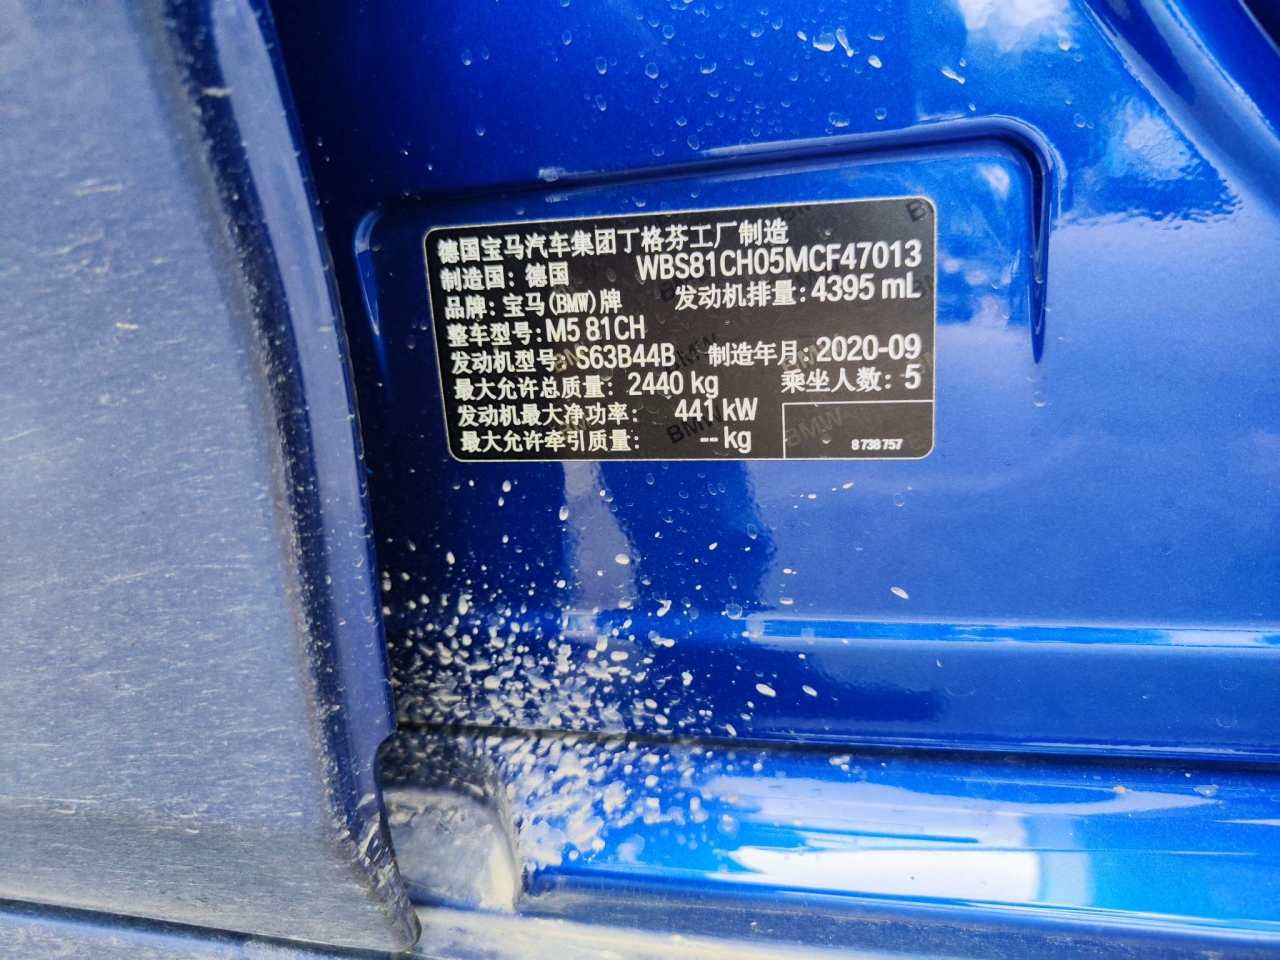 德国宝马汽车集团丁格芬工厂制造
制造国：德国 WBS81CH05MCF47013
品牌：宝马(BMW)牌 发动机排量：4395 mL
整车型号：M5 81CH
发动机型号：S63B44B 制造年月：2020-09
最大允许总质量：2440 kg 乘坐人数：5
发动机最大净功率：441 kW
最大允许牵引质量：-- kg
8 738 757